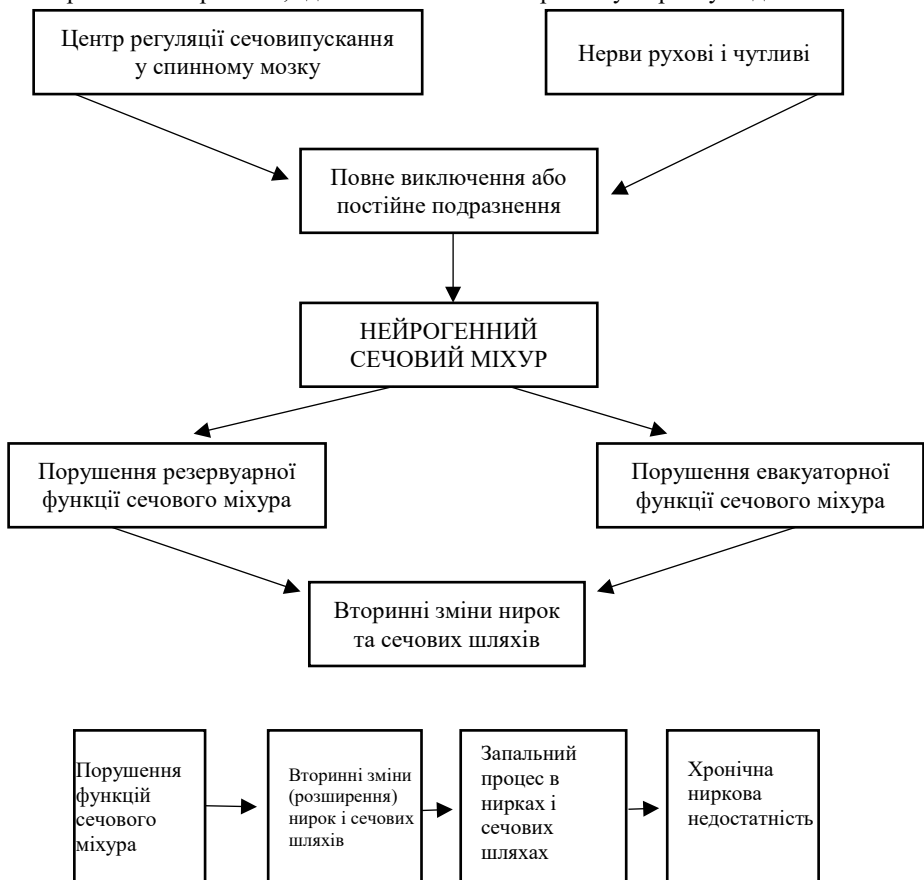 Центр регуляції сечовипускання
у спинному мозку
Нерви рухові і чутливі
Повне виключення або
постійне подразнення
НЕЙРОГЕННИЙ
СЕЧОВИЙ МІХУР
Порушення резервуарної
функції сечового міхура
Порушення евакуаторної
функції сечового міхура
Вторинні зміни нирок
та сечових шляхів
Порушення
функцій
сечового
міхура
Вторинні зміни
(розширення)
нирок і сечових
шляхів
Запальний
процес в
нирках і
сечових
шляхах
Хронічна
ниркова
недостатність